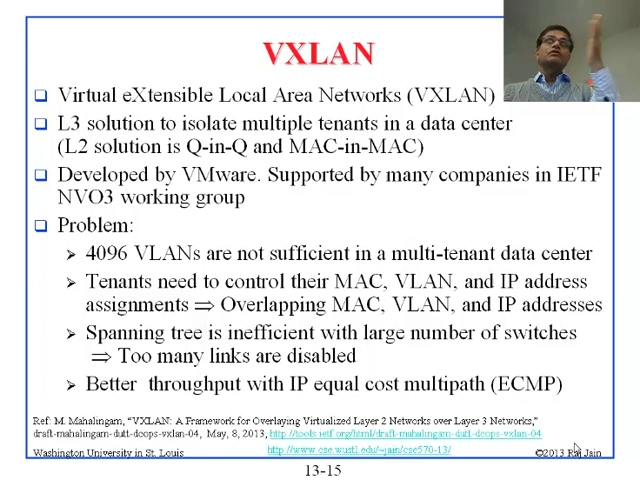 VXLAN
Virtual eXtensible Local Area Networks (VXLAN)
L3 solution to isolate multiple tenants in a data center
(L2 solution is Q-in-Q and MAC-in-MAC)
Developed by VMware. Supported by many companies in IETF
NVO3 working group
Problem:
4096 VLANs are not sufficient in a multi-tenant data center
Tenants need to control their MAC, VLAN, and IP address
assignments ⇒ Overlapping MAC, VLAN, and IP addresses
Spanning tree is inefficient with large number of switches
⇒ Too many links are disabled
Better throughput with IP equal cost multipath (ECMP)
Ref: M. Mahalingam, "VXLAN: A Framework for Overlaying Virtualized Layer 2 Networks over Layer 3 Networks,"
draft-mahalingam-dutt-dcops-vxlan-04, May, 8, 2013, http://tools.ietf.org/html/draft-mahalingam-dutt-dcops-vxlan-04
Washington University in St. Louis http://www.cse.wustl.edu/~jain/cse570-13/ ©2013 Raj Jain
13-15